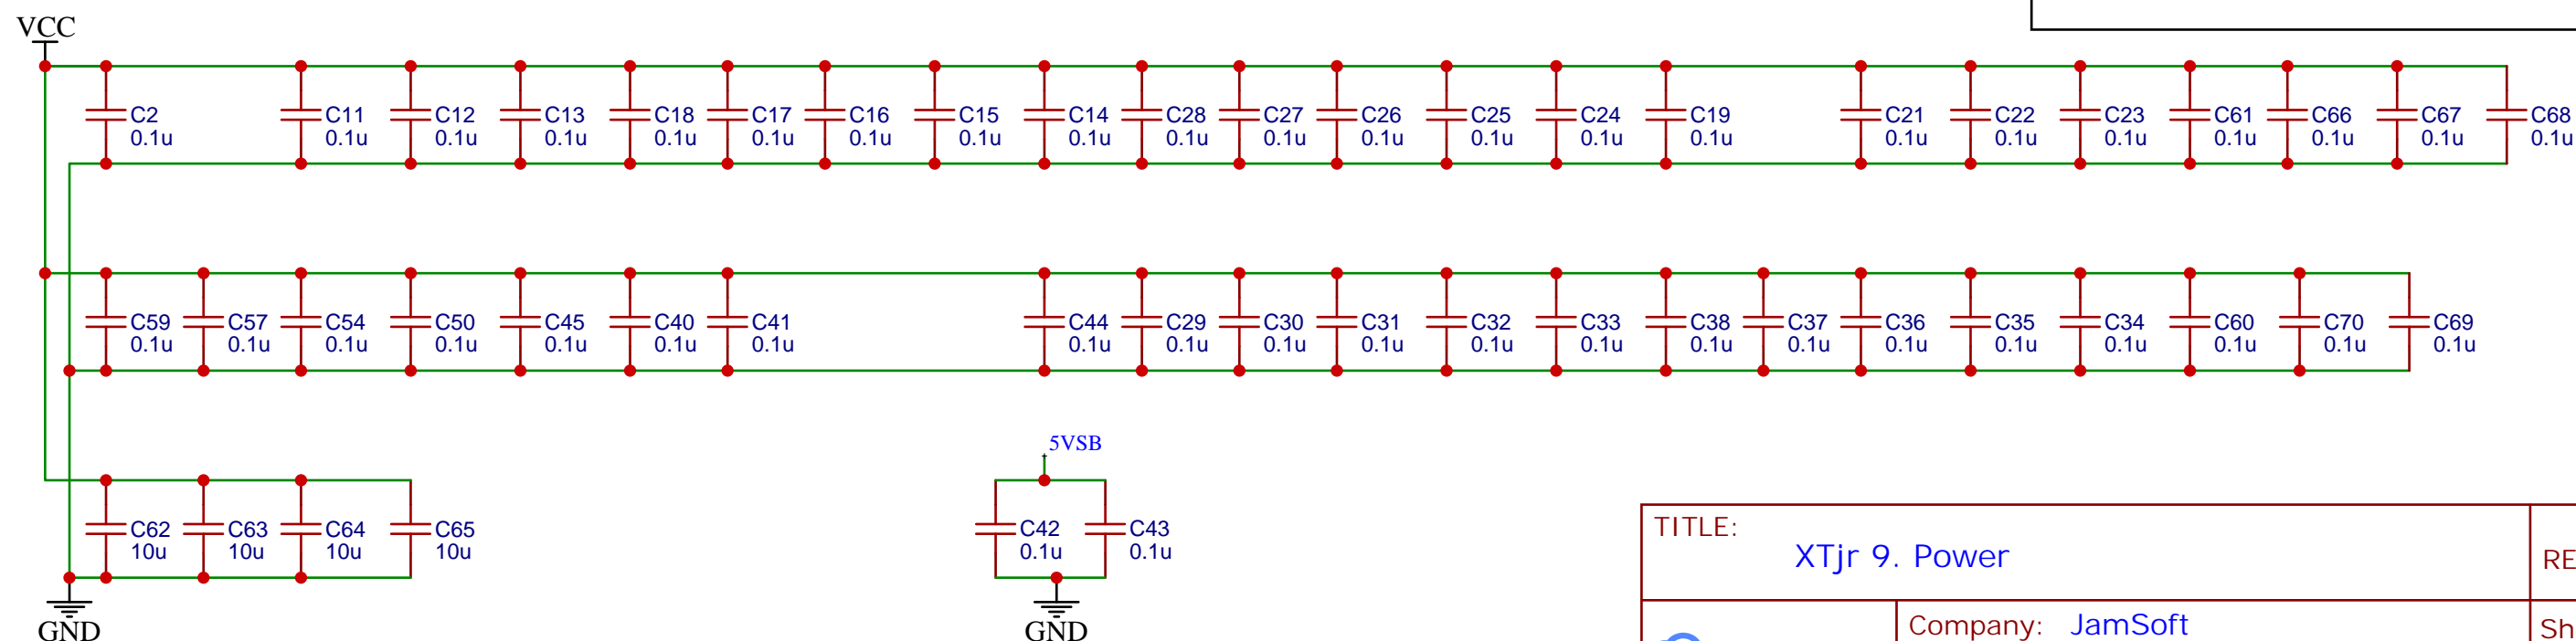 VCC
C2 C11 C12 C13 C18 C17 C16 C15 C14 C28 C27 C26 C25 C24 C19 C21 C22 C23 C61 C66 C67 C68
0.1u 0.1u 0.1u 0.1u 0.1u 0.1u 0.1u 0.1u 0.1u 0.1u 0.1u 0.1u 0.1u 0.1u 0.1u 0.1u 0.1u 0.1u 0.1u 0.1u 0.1u 0.1u
C59 C57 C54 C50 C45 C40 C41 C44 C29 C30 C31 C32 C33 C38 C37 C36 C35 C34 C60 C70 C69
0.1u 0.1u 0.1u 0.1u 0.1u 0.1u 0.1u 0.1u 0.1u 0.1u 0.1u 0.1u 0.1u 0.1u 0.1u 0.1u 0.1u 0.1u 0.1u 0.1u 0.1u
5VSB
C62 C63 C64 C65 C42 C43
10u 10u 10u 10u 0.1u 0.1u
GND GND
TITLE:
XTjr 9. Power
RE
Company: JamSoft
Sh